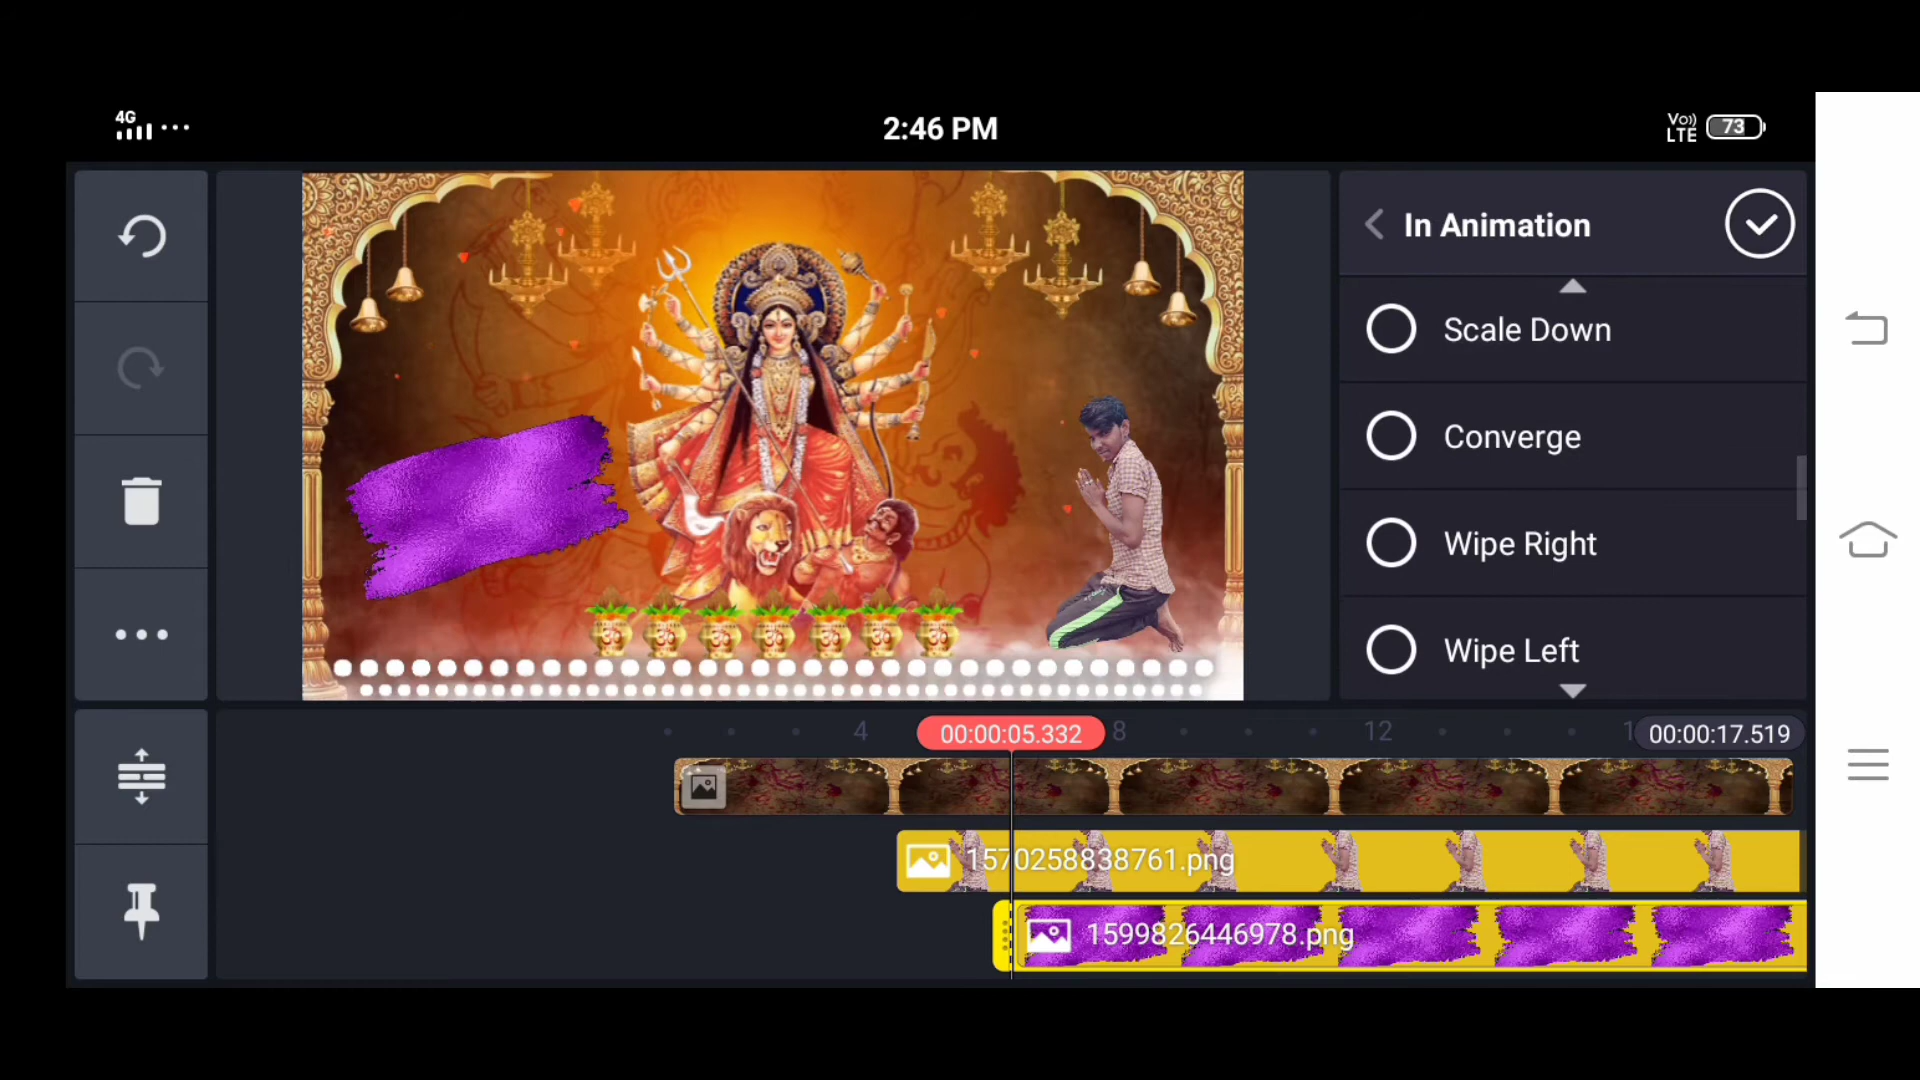 4G
2:46 PM
Vo))
LTE
73
In Animation
Scale Down
Converge
Wipe Right
Wipe Left
4
00:00:05.332
8
12
1
00:00:17.519
1570258838761.png
1599826446978.png